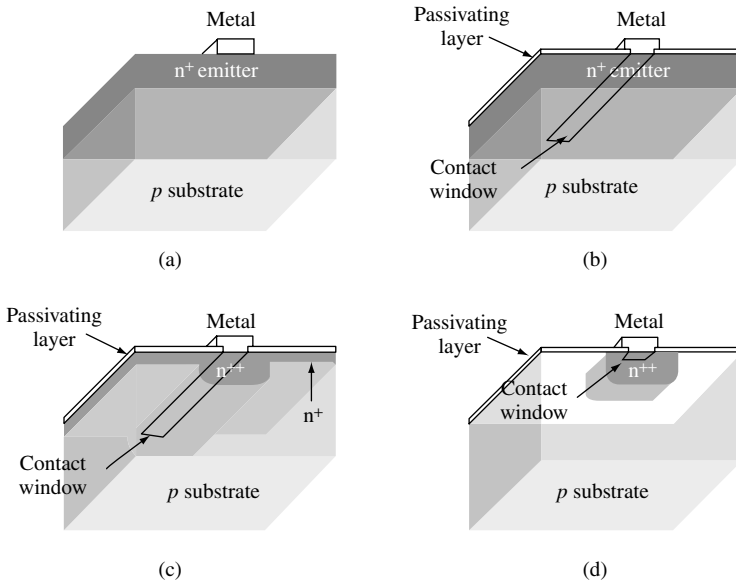 Metal
n⁺ emitter
p substrate
(a)
Passivating
layer
Metal
n⁺ emitter
Contact
window
p substrate
(b)
Passivating
layer
Metal
n⁺⁺
n⁺
Contact
window
p substrate
(c)
Passivating
layer
Metal
n⁺⁺
Contact
window
p substrate
(d)